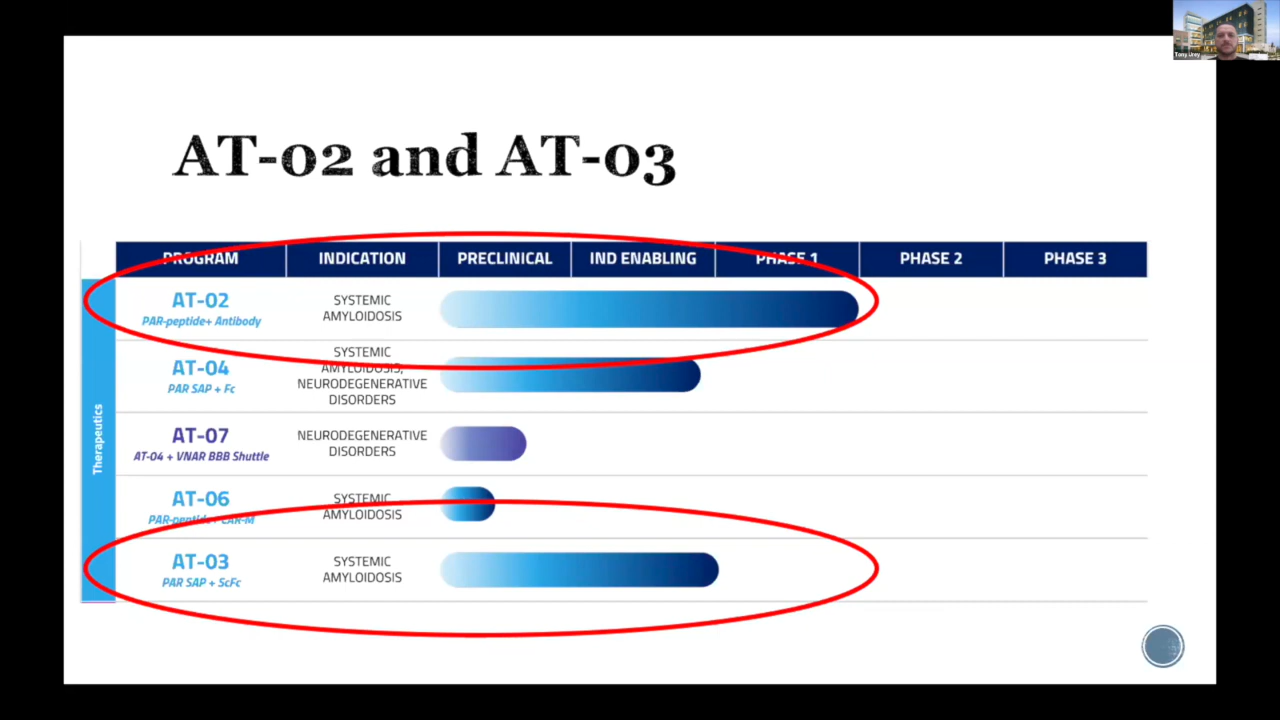 Tony Urey
AT-02 and AT-03
PROGRAM INDICATION PRECLINICAL IND ENABLING PHASE 1 PHASE 2 PHASE 3
Therapeutics
AT-02
PAR-peptide+ Antibody
SYSTEMIC
AMYLOIDOSIS
AT-04
PAR SAP + Fc
SYSTEMIC
AMYLOIDOSIS,
NEURODEGENERATIVE
DISORDERS
AT-07
AT-04 + VNAR BBB Shuttle
NEURODEGENERATIVE
DISORDERS
AT-06
PAR-peptide+ CAR-M
SYSTEMIC
AMYLOIDOSIS
AT-03
PAR SAP + ScFc
SYSTEMIC
AMYLOIDOSIS